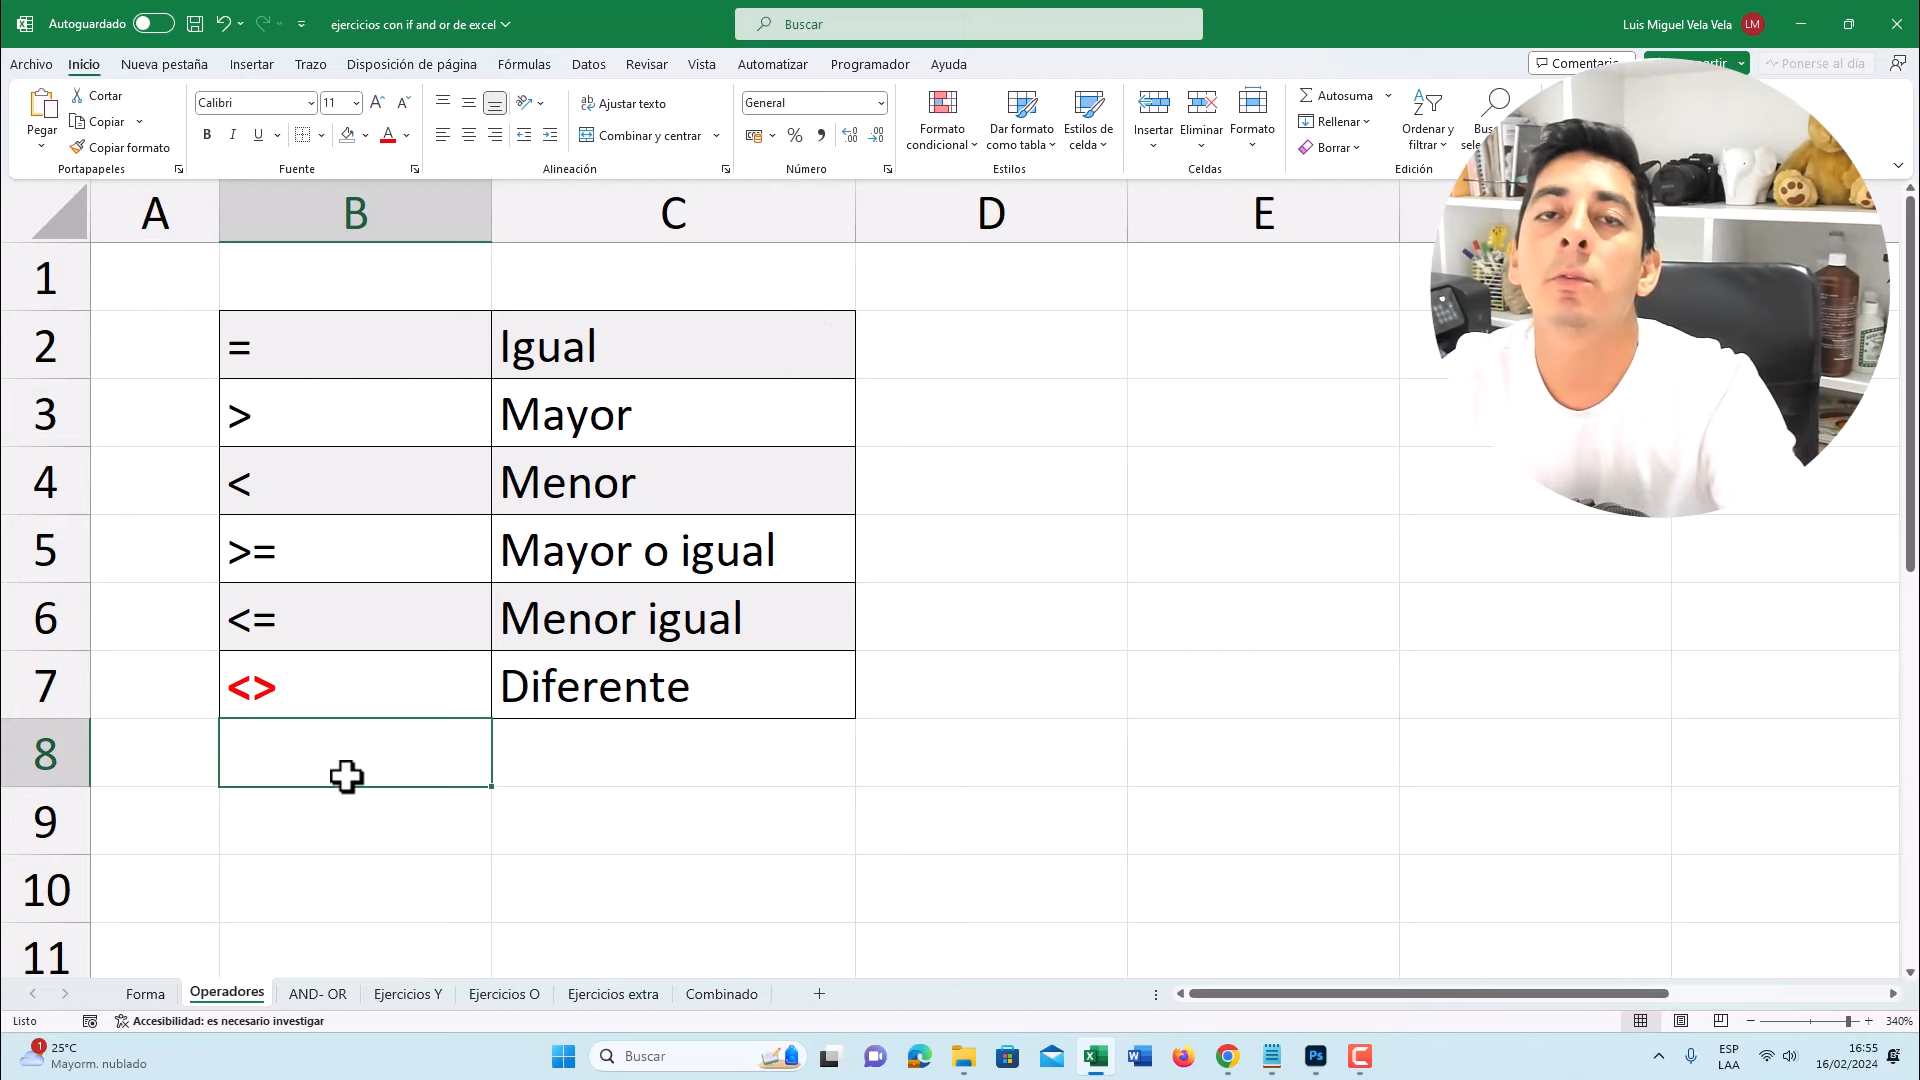 Autoguardado
ejercicios con if and or de excel
Buscar
Luis Miguel Vela Vela
LM
Archivo Inicio Nueva pestaña Insertar Trazo Disposición de página Fórmulas Datos Revisar Vista Automatizar Programador Ayuda
Ponerse al día
Pegar
Cortar
Copiar
Copiar formato
Portapapeles
Calibri
11
N K S
Fuente
Ajustar texto
Combinar y centrar
Alineación
General
Número
Formato condicional
Dar formato como tabla
Estilos de celda
Estilos
Insertar
Eliminar
Formato
Celdas
Autosuma
Rellenar
Borrar
Ordenar y filtrar
Edición
A B C D E
1
2 = Igual
3 > Mayor
4 < Menor
5 >= Mayor o igual
6 <= Menor igual
7 <> Diferente
8
9
10
11
Forma Operadores AND- OR Ejercicios Y Ejercicios O Ejercicios extra Combinado
Listo
Accesibilidad: es necesario investigar
340%
1
25°C
Mayorm. nublado
Buscar
ESP
LAA
16:55
16/02/2024